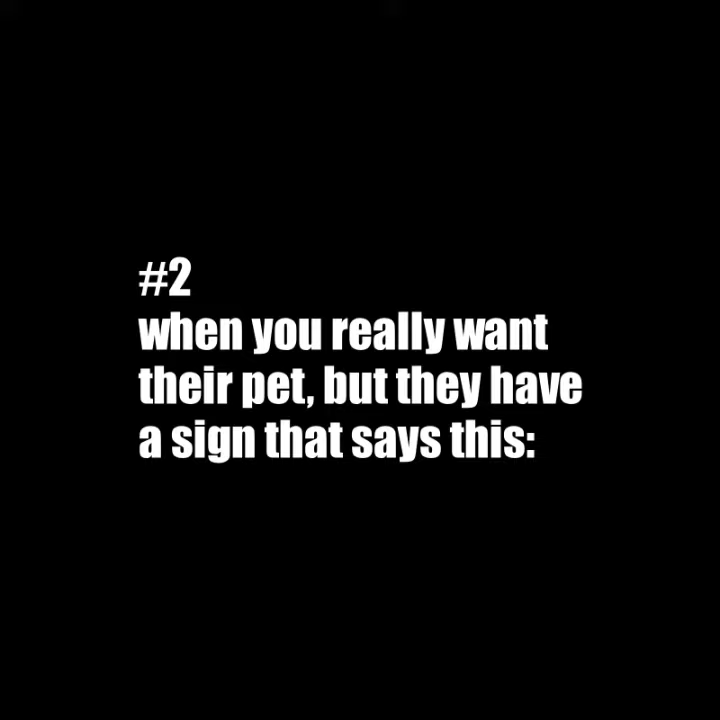 #2
when you really want
their pet, but they have
a sign that says this: